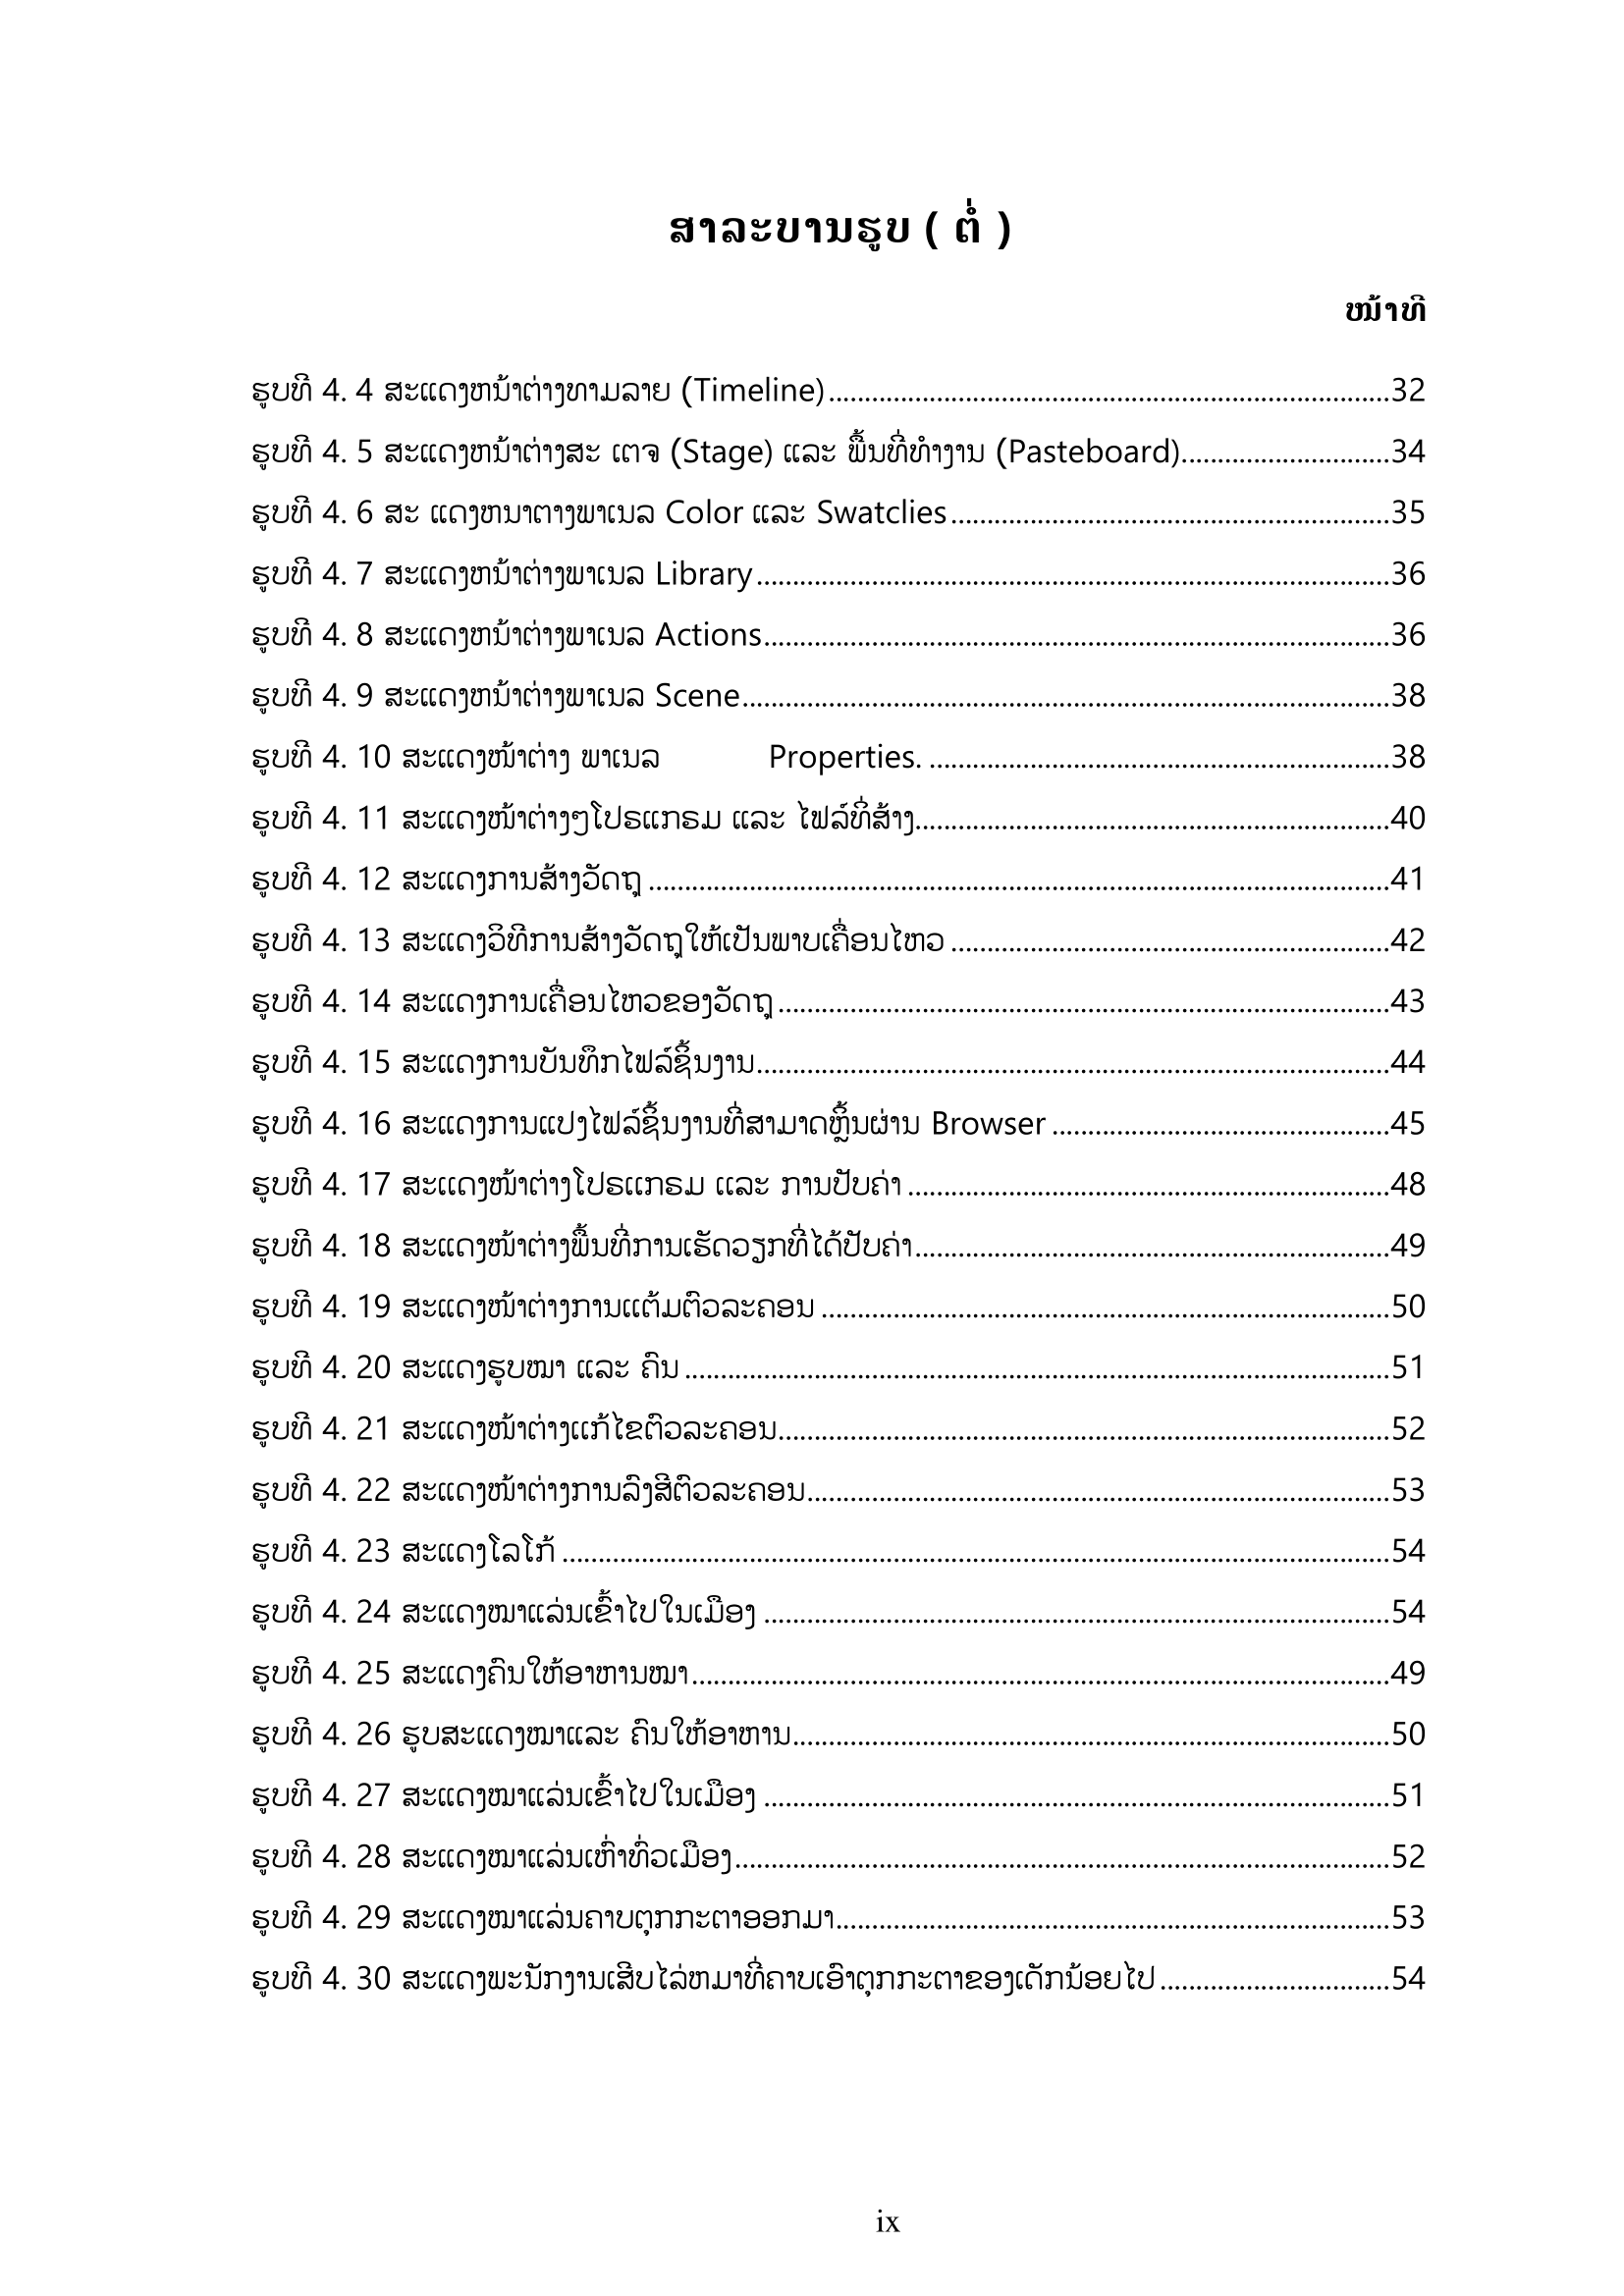 ສາລະບານຮູບ ( ຕໍ່ )
ໜ້າທີ
ຮູບທີ 4. 4 ສະແດງຫນ້າຕ່າງທາມລາຍ (Timeline)..............................32
ຮູບທີ 4. 5 ສະແດງຫນ້າຕ່າງສະ ເຕຈ (Stage) ແລະ ພື້ນທີ່ທໍາງານ (Pasteboard)..............................34
ຮູບທີ 4. 6 ສະ ແດງຫນາຕາງພາເນລ Color ແລະ Swatclies..............................35
ຮູບທີ 4. 7 ສະແດງຫນ້າຕ່າງພາເນລ Library..............................36
ຮູບທີ 4. 8 ສະແດງຫນ້າຕ່າງພາເນລ Actions..............................36
ຮູບທີ 4. 9 ສະແດງຫນ້າຕ່າງພາເນລ Scene..............................38
ຮູບທີ 4. 10 ສະແດງໜ້າຕ່າງ ພາເນລ Properties. ..............................38
ຮູບທີ 4. 11 ສະແດງໜ້າຕ່າງໆໂປຣແກຣມ ແລະ ໄຟລ໌ທິ່ສ້າງ..............................40
ຮູບທີ 4. 12 ສະແດງການສ້າງວັດຖຸ..............................41
ຮູບທີ 4. 13 ສະແດງວິທີການສ້າງວັດຖຸໃຫ້ເປັນພາບເຄື່ອນໄຫວ..............................42
ຮູບທີ 4. 14 ສະແດງການເຄື່ອນໄຫວຂອງວັດຖຸ..............................43
ຮູບທີ 4. 15 ສະແດງການບັນທຶກໄຟລ໌ຊິ້ນງານ..............................44
ຮູບທີ 4. 16 ສະແດງການແປງໄຟລ໌ຊິ້ນງານທີ່ສາມາດຫຼິ້ນຜ່ານ Browser..............................45
ຮູບທີ 4. 17 ສະແດງໜ້າຕ່າງໂປຣແກຣມ ແລະ ການປັບຄ່າ..............................48
ຮູບທີ 4. 18 ສະແດງໜ້າຕ່າງພື້ນທີ່ການເຮັດວຽກທີ່ໄດ້ປັບຄ່າ..............................49
ຮູບທີ 4. 19 ສະແດງໜ້າຕ່າງການແຕ້ມຕົວລະຄອນ..............................50
ຮູບທີ 4. 20 ສະແດງຮູບໝາ ແລະ ຄົນ..............................51
ຮູບທີ 4. 21 ສະແດງໜ້າຕ່າງແກ້ໄຂຕົວລະຄອນ..............................52
ຮູບທີ 4. 22 ສະແດງໜ້າຕ່າງການລົງສີຕົວລະຄອນ..............................53
ຮູບທີ 4. 23 ສະແດງໂລໂກ້..............................54
ຮູບທີ 4. 24 ສະແດງໝາແລ່ນເຂົ້າໄປໃນເມືອງ..............................54
ຮູບທີ 4. 25 ສະແດງຄົນໃຫ້ອາຫານໝາ..............................49
ຮູບທີ 4. 26 ຮູບສະແດງໝາແລະ ຄົນໃຫ້ອາຫານ..............................50
ຮູບທີ 4. 27 ສະແດງໝາແລ່ນເຂົ້າໄປໃນເມືອງ..............................51
ຮູບທີ 4. 28 ສະແດງໝາແລ່ນເຫົ່າທົ່ວເມືອງ..............................52
ຮູບທີ 4. 29 ສະແດງໝາແລ່ນຄາບຕຸກກະຕາອອກມາ..............................53
ຮູບທີ 4. 30 ສະແດງພະນັກງານເສີບໄລ່ຫມາທີ່ຄາບເອົາຕຸກກະຕາຂອງເດັກນ້ອຍໄປ..............................54
ix